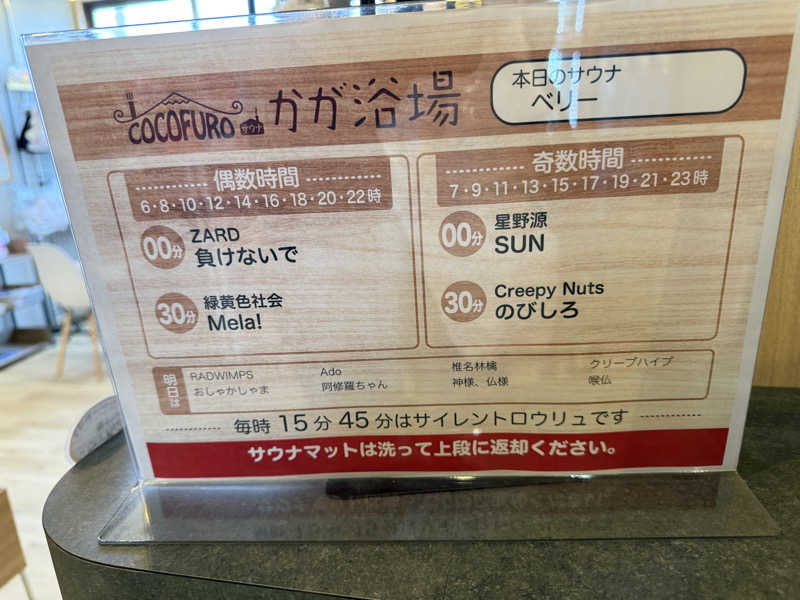 COCOFURO サウナ かが浴場
本日のサウナ
ベリー
偶数時間
6・8・10・12・14・16・18・20・22時
00分 ZARD
負けないで
30分 緑黄色社会
Mela!
奇数時間
7・9・11・13・15・17・19・21・23時
00分 星野源
SUN
30分 Creepy Nuts
のびしろ
明日は
RADWIMPS
おしゃかしゃま
Ado
阿修羅ちゃん
椎名林檎
神様、仏様
クリープハイプ
喉仏
毎時 15分 45分はサイレントロウリュです
サウナマットは洗って上段に返却ください。